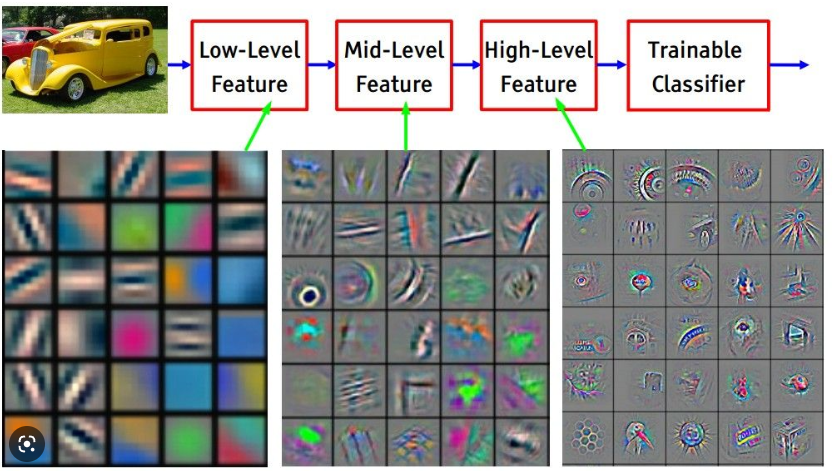 Low-Level
Feature
Mid-Level
Feature
High-Level
Feature
Trainable
Classifier